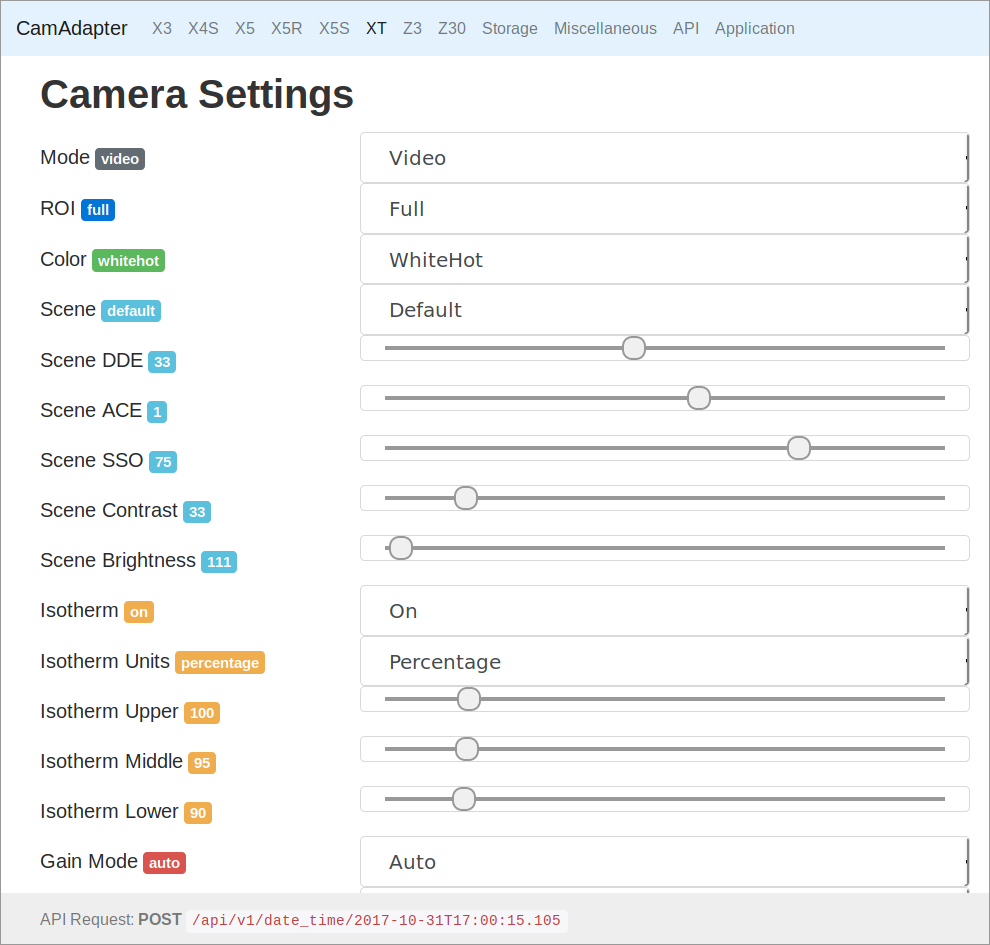 CamAdapter X3 X4S X5 X5R X5S XT Z3 Z30 Storage Miscellaneous API Application
Camera Settings
Mode video Video
ROI full Full
Color whitehot WhiteHot
Scene default Default
Scene DDE 33
Scene ACE 1
Scene SSO 75
Scene Contrast 33
Scene Brightness 111
Isotherm on On
Isotherm Units percentage Percentage
Isotherm Upper 100
Isotherm Middle 95
Isotherm Lower 90
Gain Mode auto Auto
API Request: POST /api/v1/date_time/2017-10-31T17:00:15.105